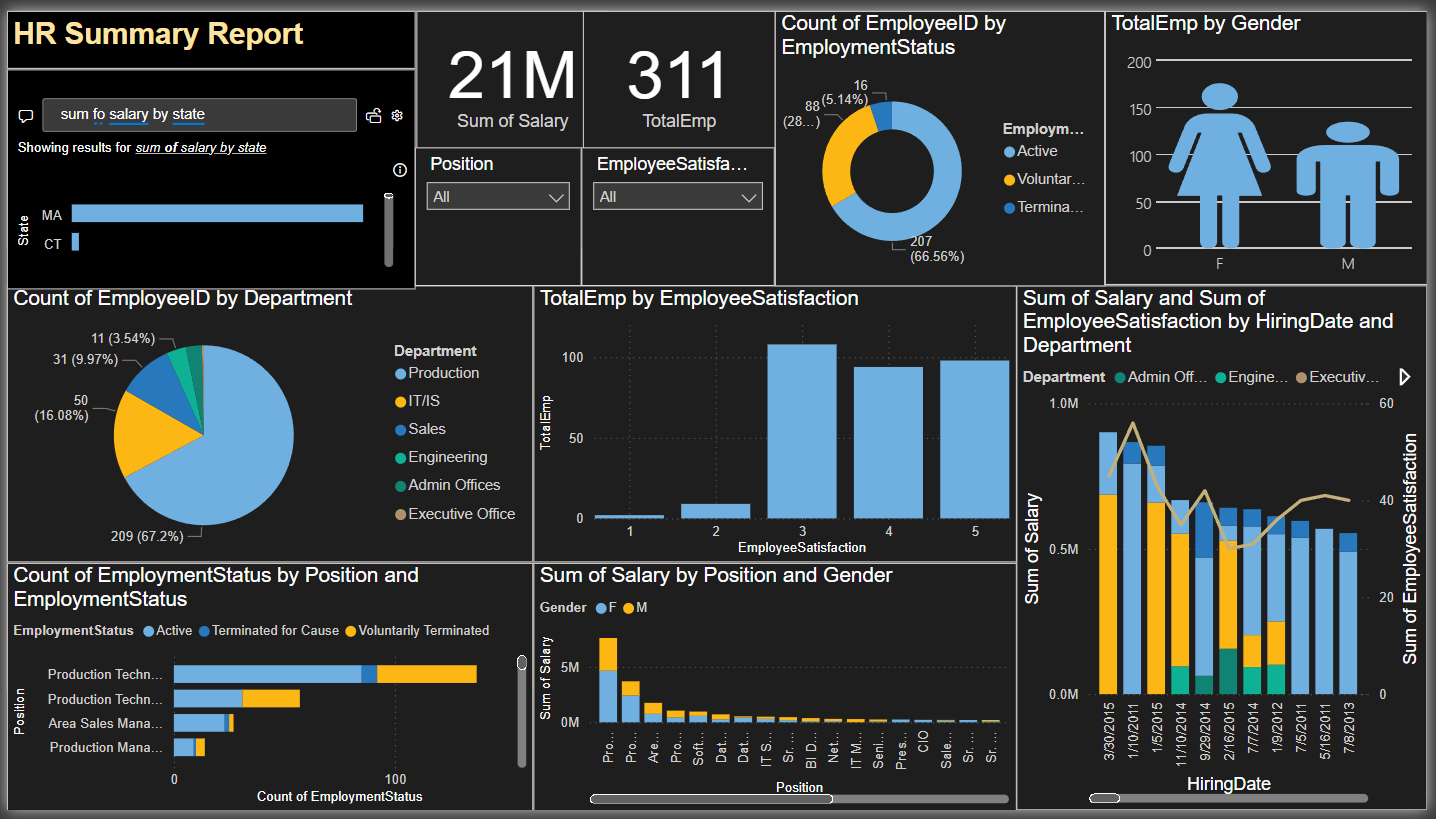 HR Summary Report
sum fo salary by state
Showing results for sum of salary by state
State
MA
CT
21M
Sum of Salary
311
TotalEmp
Position
All
EmployeeSatisfa...
All
Count of EmployeeID by
EmploymentStatus
16
(5.14%)
88
(28...)
207
(66.56%)
Employm...
Active
Voluntar...
Termina...
TotalEmp by Gender
200
150
100
50
0
F
M
Count of EmployeeID by Department
11 (3.54%)
31 (9.97%)
50
(16.08%)
209 (67.2%)
Department
Production
IT/IS
Sales
Engineering
Admin Offices
Executive Office
TotalEmp by EmployeeSatisfaction
TotalEmp
100
50
0
1 2 3 4 5
EmployeeSatisfaction
Sum of Salary and Sum of
EmployeeSatisfaction by HiringDate and
Department
Department Admin Off... Engine... Executiv...
Sum of Salary
1.0M
0.5M
0.0M
60
40
20
0
Sum of EmployeeSatisfaction
3/30/2015
1/10/2011
1/5/2015
11/10/2014
9/29/2014
2/16/2015
7/7/2014
1/9/2012
7/5/2011
5/16/2011
7/8/2013
HiringDate
Count of EmploymentStatus by Position and
EmploymentStatus
EmploymentStatus Active Terminated for Cause Voluntarily Terminated
Position
Production Techn...
Production Techn...
Area Sales Mana...
Production Mana...
0 100
Count of EmploymentStatus
Sum of Salary by Position and Gender
Gender F M
Sum of Salary
5M
0M
Pro...
Pro...
Are...
Pro...
Soft...
Dat...
Dat...
IT S...
Sr. ...
BI D...
Net...
IT M...
Seni...
Pres...
CIO
Sale...
Sr. ...
Sr. ...
Position